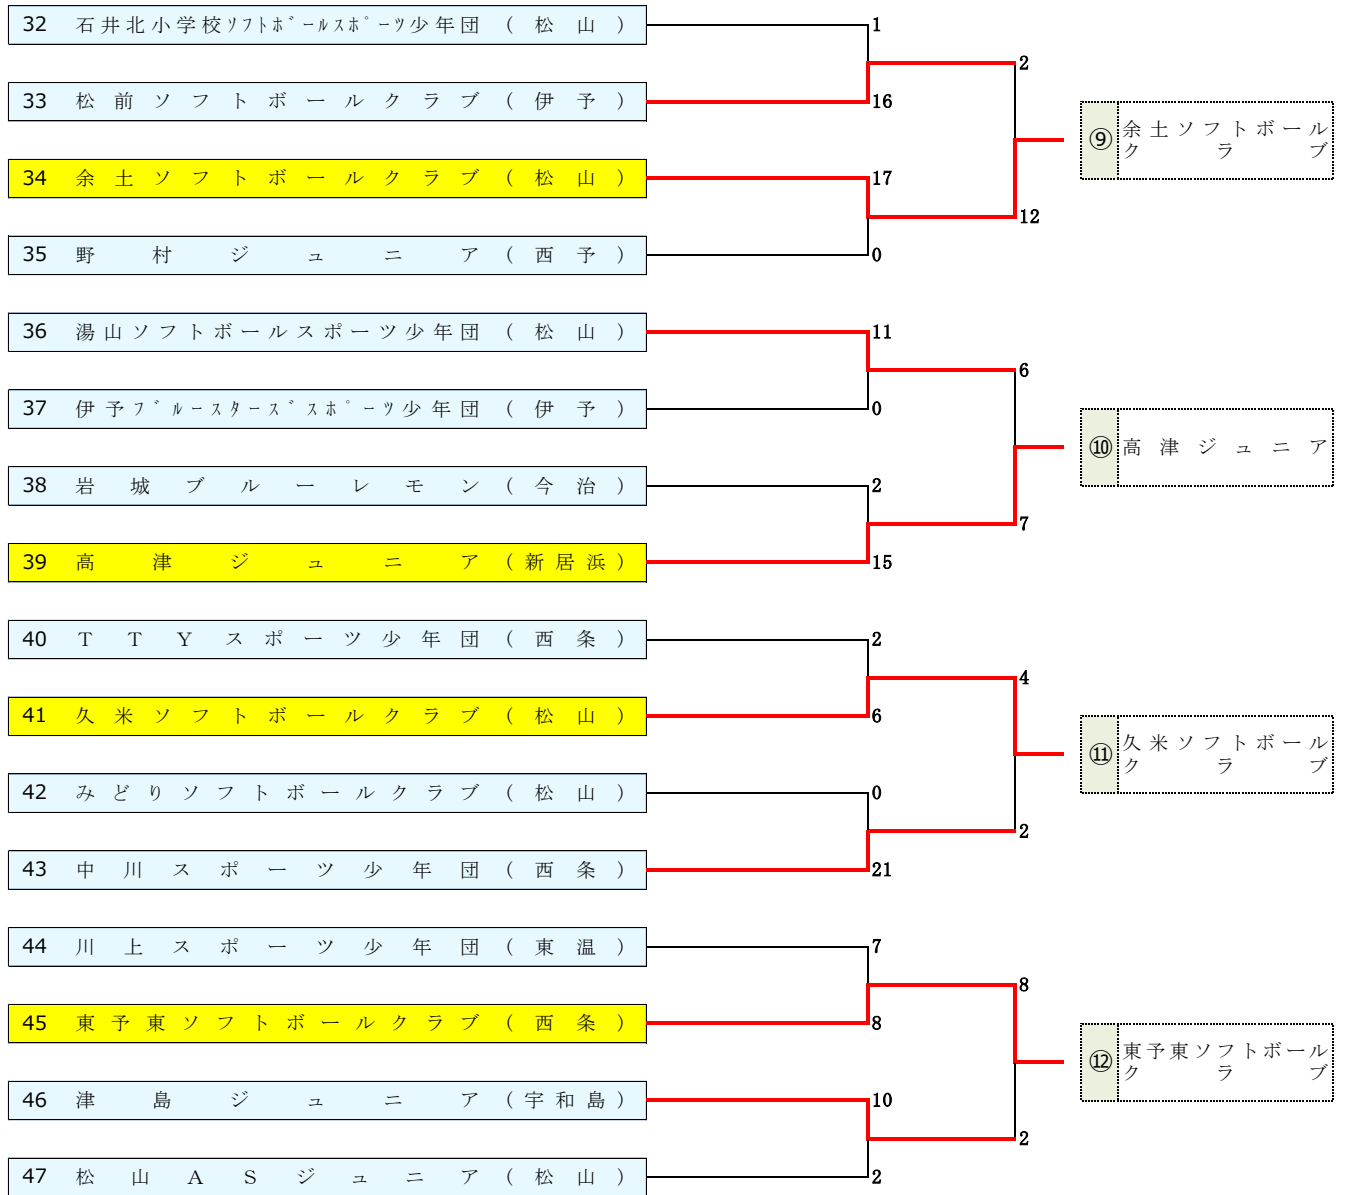 32 石井北小学校ソフトボールスポーツ少年団(松山)
1
2
33 松前ソフトボールクラブ(伊予)
16
⑨ 余土ソフトボール
クラブ
34 余土ソフトボールクラブ(松山)
17
12
35 野村ジュニア(西予)
0
36 湯山ソフトボールスポーツ少年団(松山)
11
6
37 伊予ブルースターズスポーツ少年団(伊予)
0
⑩ 高津ジュニア
38 岩城ブルーレモン(今治)
2
7
39 高津ジュニア(新居浜)
15
40 TTYスポーツ少年団(西条)
2
4
41 久米ソフトボールクラブ(松山)
6
⑪ 久米ソフトボール
クラブ
42 みどりソフトボールクラブ(松山)
0
2
43 中川スポーツ少年団(西条)
21
44 川上スポーツ少年団(東温)
7
8
45 東予東ソフトボールクラブ(西条)
8
⑫ 東予東ソフトボール
クラブ
46 津島ジュニア(宇和島)
10
2
47 松山ASジュニア(松山)
2